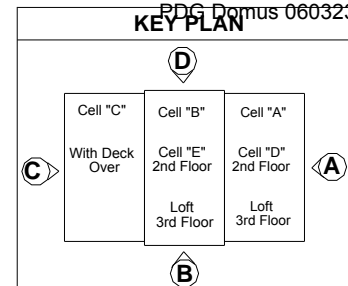 PDG Domus 060323
KEY PLAN
D
Cell "C"
With Deck
Over
Cell "B"
Cell "E"
2nd Floor
Loft
3rd Floor
Cell "A"
Cell "D"
2nd Floor
Loft
3rd Floor
C
A
B